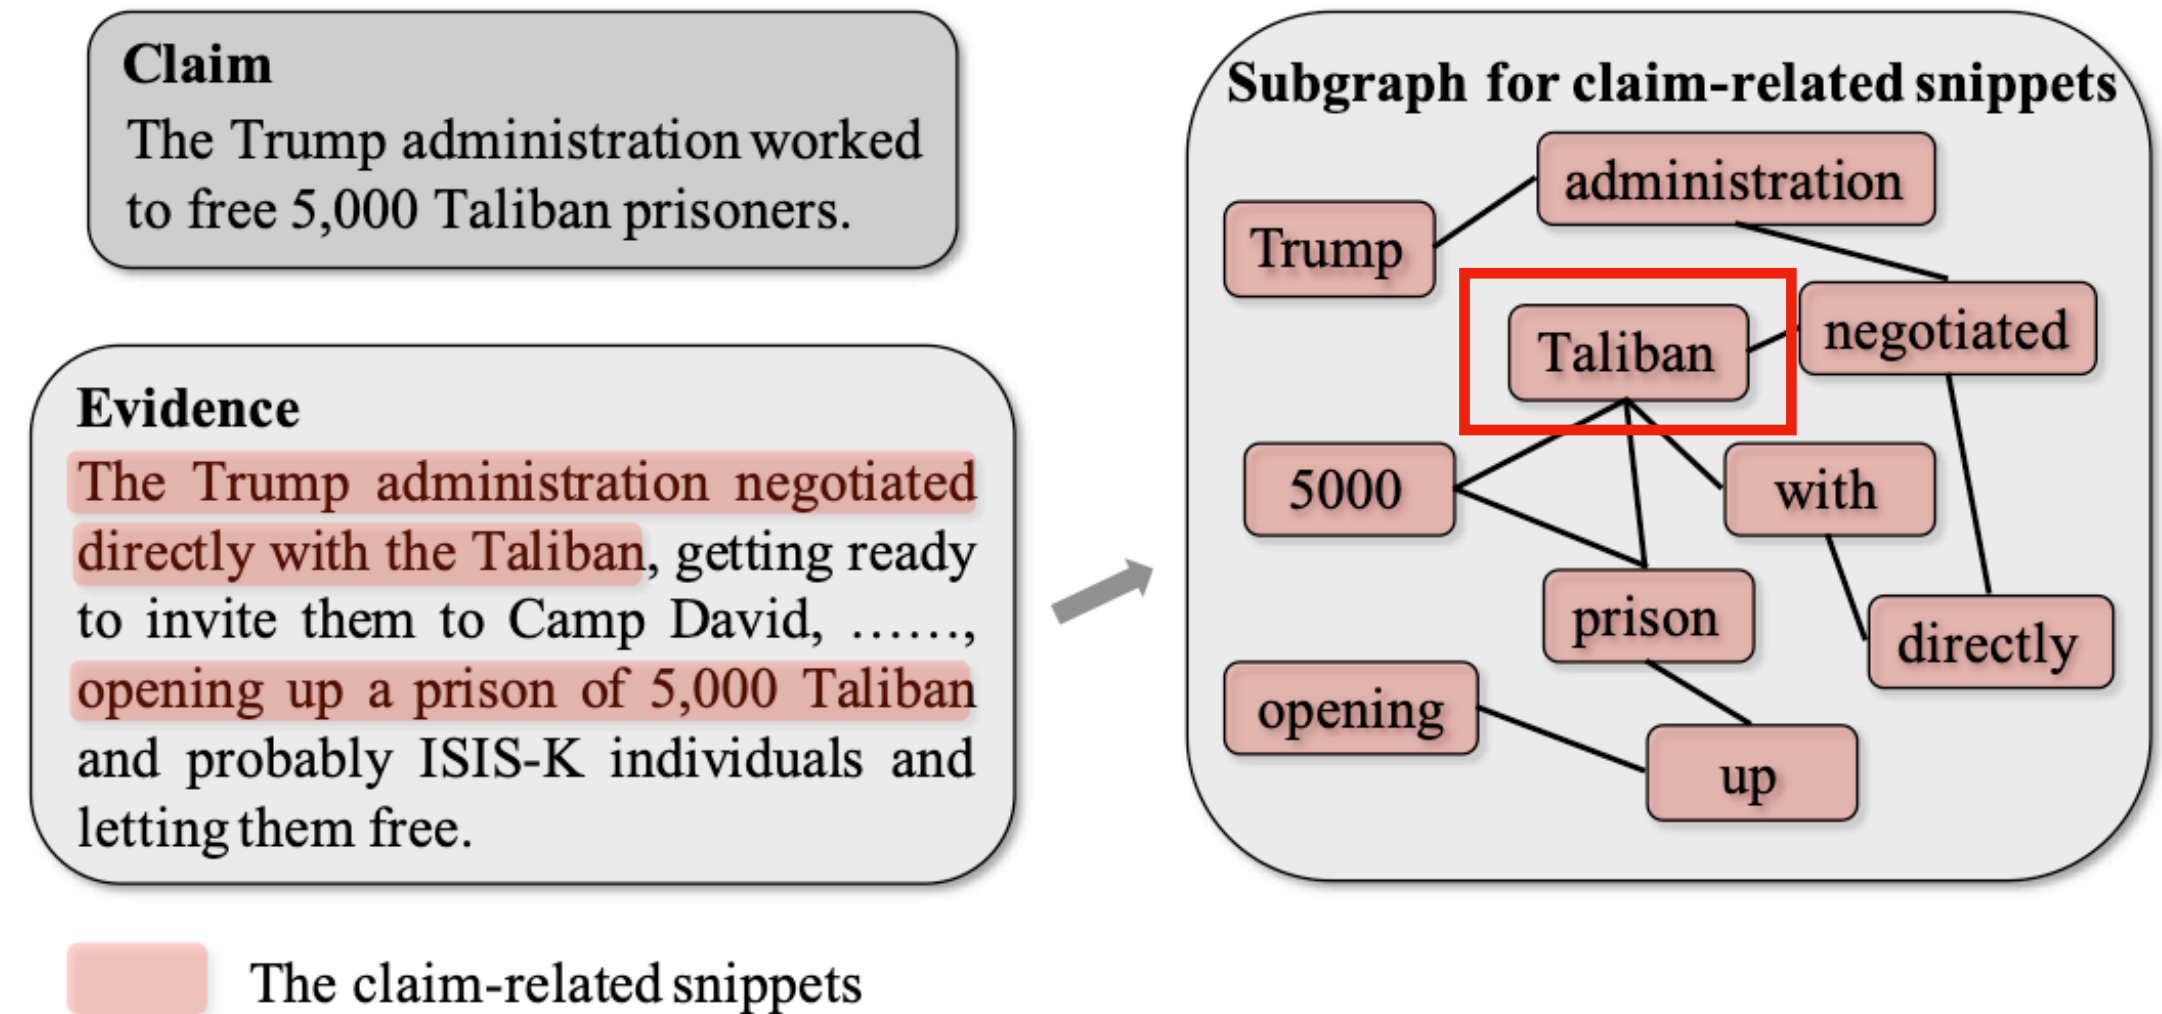 Claim
The Trump administration worked
to free 5,000 Taliban prisoners.
Evidence
The Trump administration negotiated
directly with the Taliban, getting ready
to invite them to Camp David, ……,
opening up a prison of 5,000 Taliban
and probably ISIS-K individuals and
letting them free.
The claim-related snippets
Subgraph for claim-related snippets
administration
Trump
Taliban
negotiated
5000
with
prison
directly
opening
up